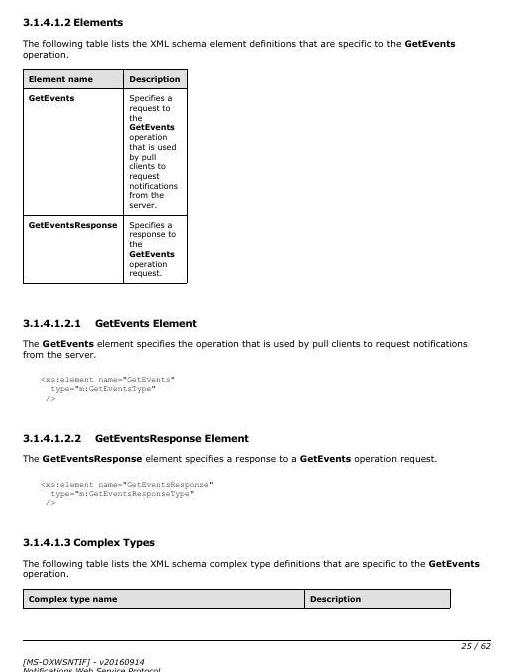 3.1.4.1.2 Elements
The following table lists the XML schema element definitions that are specific to the GetEvents
operation.
Element name Description
GetEvents Specifies a
request to
the
GetEvents
operation
that is used
by pull
clients to
request
notifications
from the
server.
GetEventsResponse Specifies a
response to
the
GetEvents
operation
request.
3.1.4.1.2.1 GetEvents Element
The GetEvents element specifies the operation that is used by pull clients to request notifications
from the server.
<xs:element name="GetEvents"
type="m:GetEventsType"
/>
3.1.4.1.2.2 GetEventsResponse Element
The GetEventsResponse element specifies a response to a GetEvents operation request.
<xs:element name="GetEventsResponse"
type="m:GetEventsResponseType"
/>
3.1.4.1.3 Complex Types
The following table lists the XML schema complex type definitions that are specific to the GetEvents
operation.
Complex type name Description
25 / 62
[MS-OXWSNTIF] - v20160914
Notifications Web Service Protocol